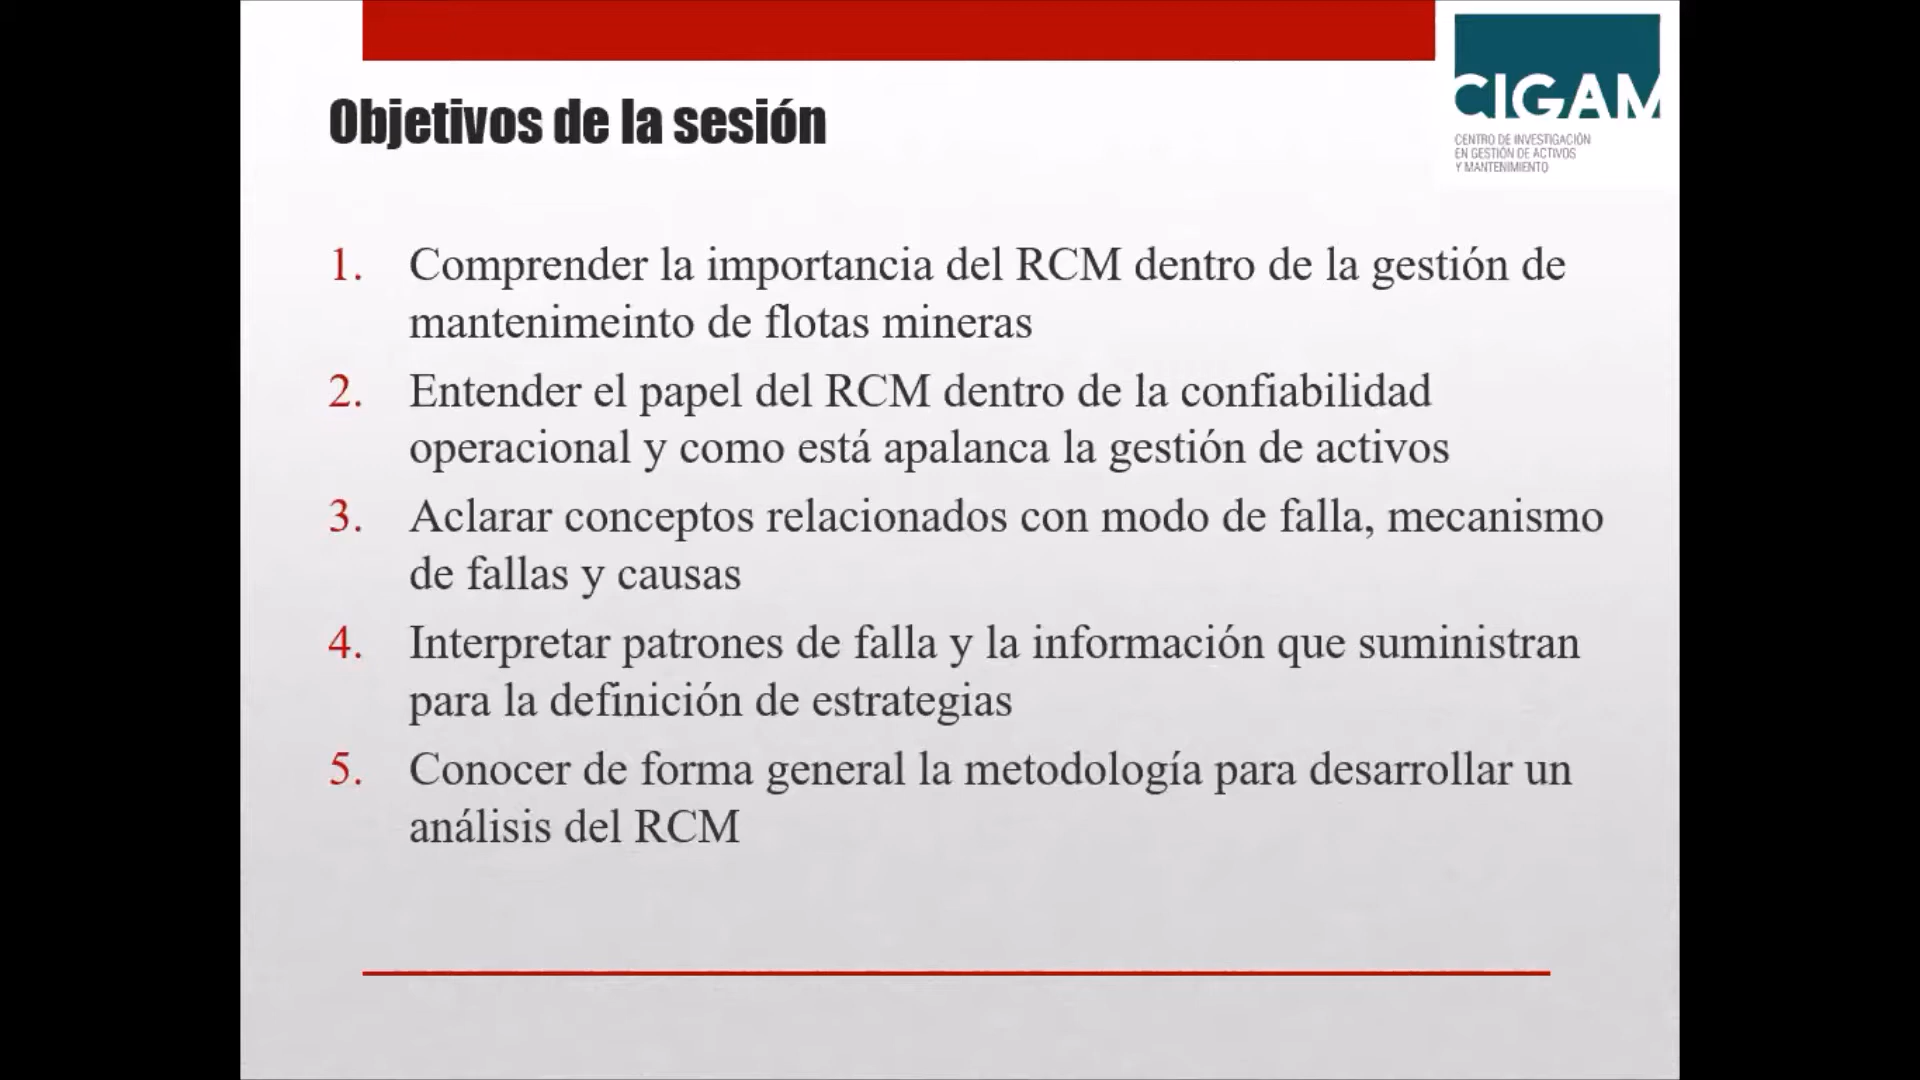 CIGAM
CENTRO DE INVESTIGACIÓN
EN GESTIÓN DE ACTIVOS
Y MANTENIMIENTO
Objetivos de la sesión
1. Comprender la importancia del RCM dentro de la gestión de
mantenimeinto de flotas mineras
2. Entender el papel del RCM dentro de la confiabilidad
operacional y como está apalanca la gestión de activos
3. Aclarar conceptos relacionados con modo de falla, mecanismo
de fallas y causas
4. Interpretar patrones de falla y la información que suministran
para la definición de estrategias
5. Conocer de forma general la metodología para desarrollar un
análisis del RCM